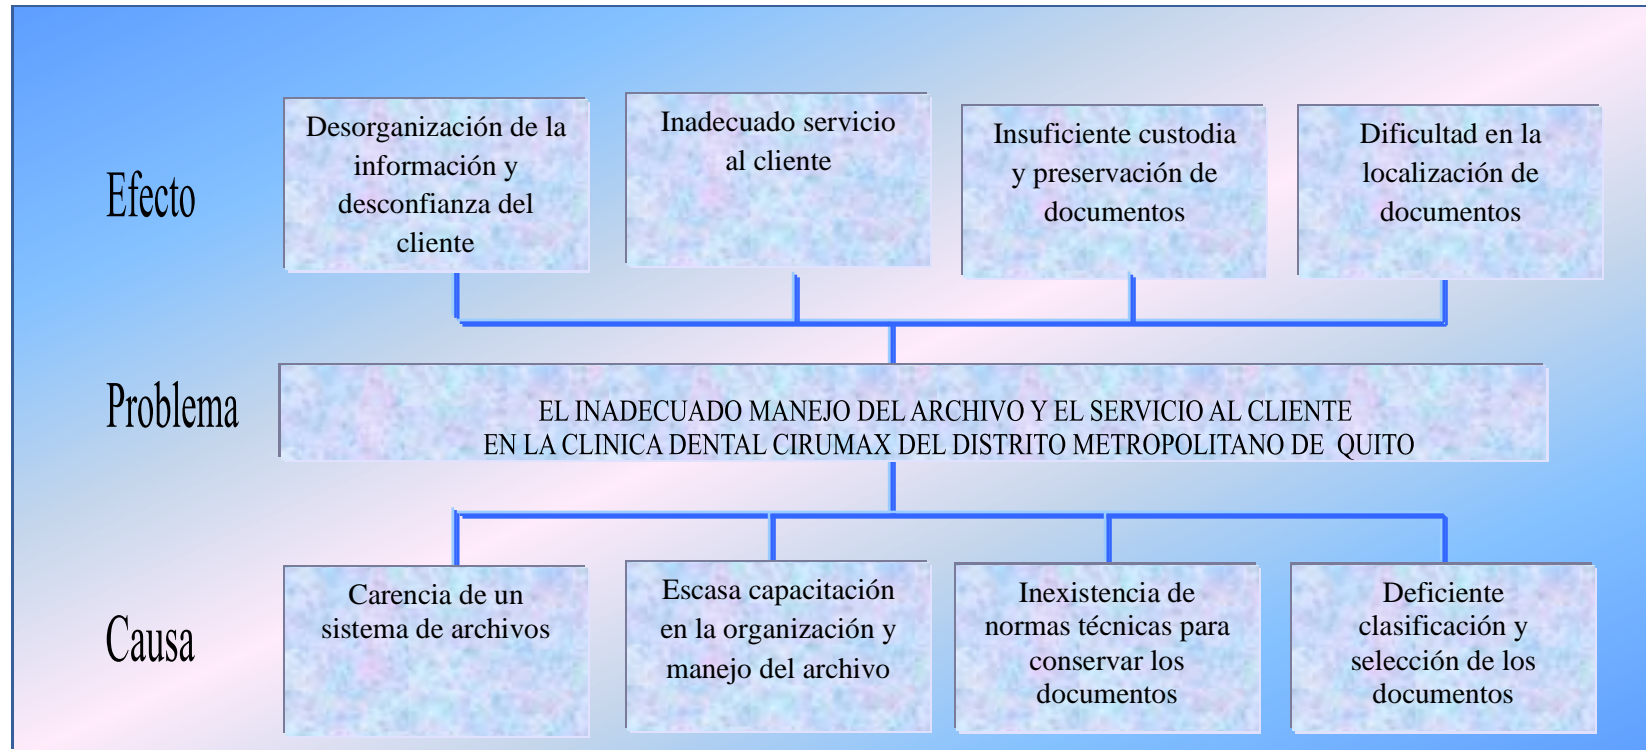 Efecto
Desorganización de la
información y
desconfianza del
cliente
Inadecuado servicio
al cliente
Insuficiente custodia
y preservación de
documentos
Dificultad en la
localización de
documentos
Problema
EL INADECUADO MANEJO DEL ARCHIVO Y EL SERVICIO AL CLIENTE
EN LA CLINICA DENTAL CIRUMAX DEL DISTRITO METROPOLITANO DE QUITO
Causa
Carencia de un
sistema de archivos
Escasa capacitación
en la organización y
manejo del archivo
Inexistencia de
normas técnicas para
conservar los
documentos
Deficiente
clasificación y
selección de los
documentos